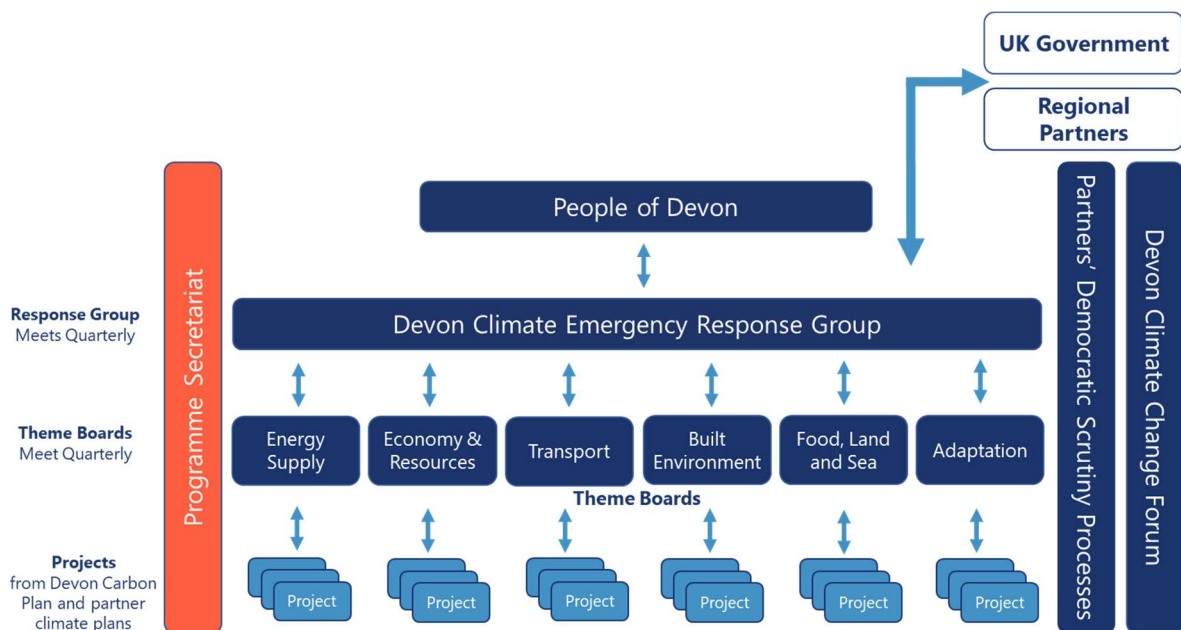 UK Government
Regional
Partners
People of Devon
Programme Secretariat
Partners’ Democratic Scrutiny Processes
Devon Climate Change Forum
Response Group
Meets Quarterly
Devon Climate Emergency Response Group
Theme Boards
Meet Quarterly
Energy
Supply
Economy &
Resources
Transport
Built
Environment
Food, Land
and Sea
Adaptation
Theme Boards
Projects
from Devon Carbon
Plan and partner
climate plans
Project
Project
Project
Project
Project
Project